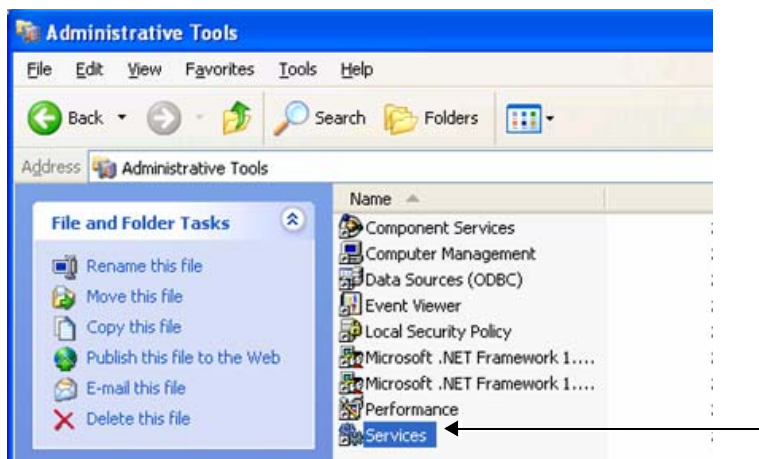 Administrative Tools
File Edit View Favorites Tools Help
Back Search Folders
Address Administrative Tools
File and Folder Tasks
Rename this file
Move this file
Copy this file
Publish this file to the Web
E-mail this file
Delete this file
Name
Component Services
Computer Management
Data Sources (ODBC)
Event Viewer
Local Security Policy
Microsoft .NET Framework 1....
Microsoft .NET Framework 1....
Performance
Services